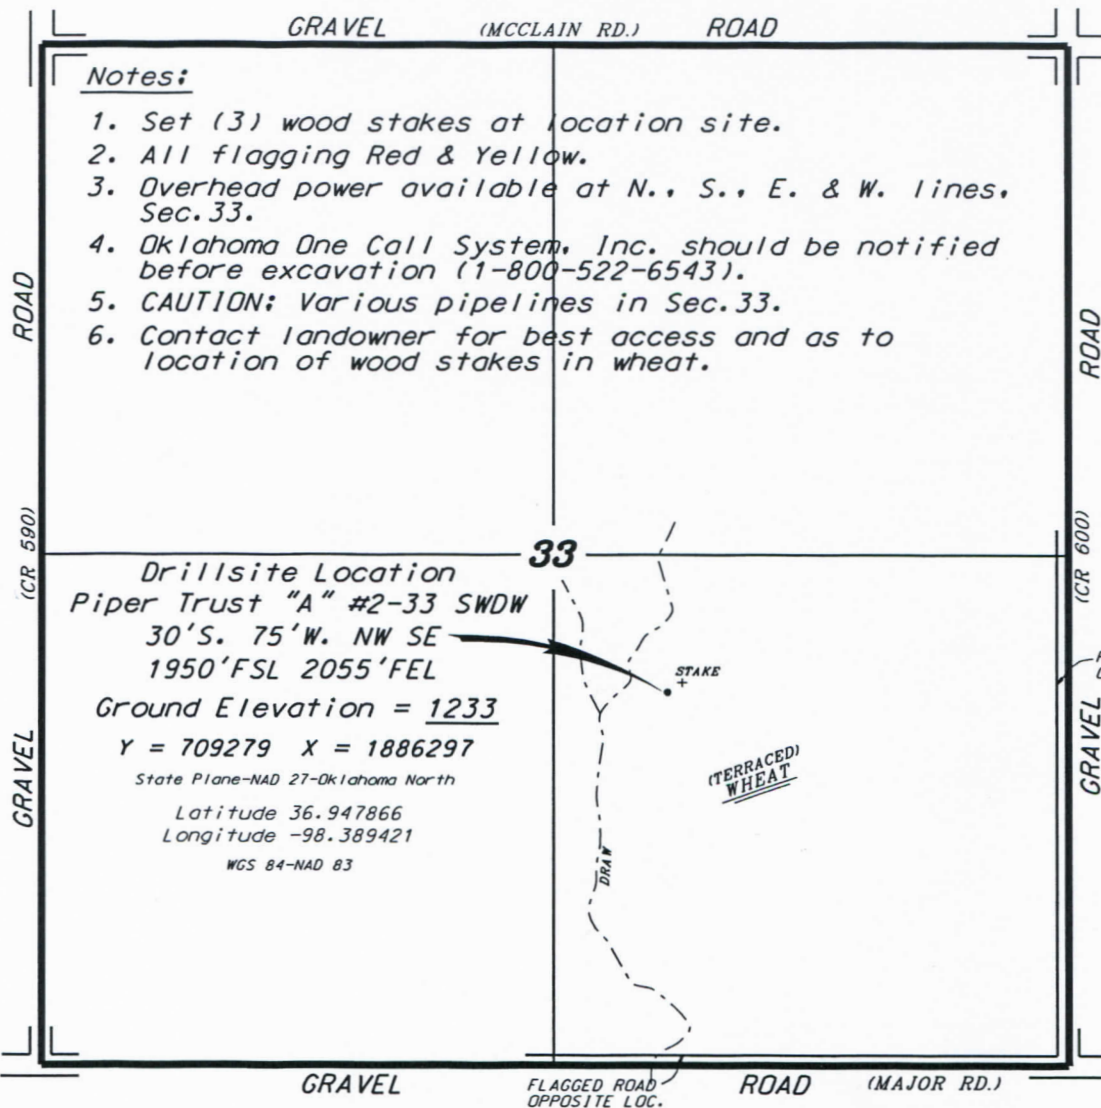 GRAVEL (MCCLAIN RD.) ROAD
Notes:
1. Set (3) wood stakes at location site.
2. All flagging Red & Yellow.
3. Overhead power available at N., S., E. & W. lines,
Sec.33.
4. Oklahoma One Call System, Inc. should be notified
before excavation (1-800-522-6543).
5. CAUTION: Various pipelines in Sec.33.
6. Contact landowner for best access and as to
location of wood stakes in wheat.
ROAD
(CR 590)
GRAVEL
ROAD
(CR 600)
GRAVEL
33
Drillsite Location
Piper Trust "A" #2-33 SWDW
30'S. 75'W. NW SE
1950'FSL 2055'FEL
Ground Elevation = 1233
Y = 709279 X = 1886297
State Plane-NAD 27-Oklahoma North
Latitude 36.947866
Longitude -98.389421
WGS 84-NAD 83
STAKE
(TERRACED)
WHEAT
DRAW
GRAVEL
FLAGGED ROAD
OPPOSITE LOC.
ROAD (MAJOR RD.)